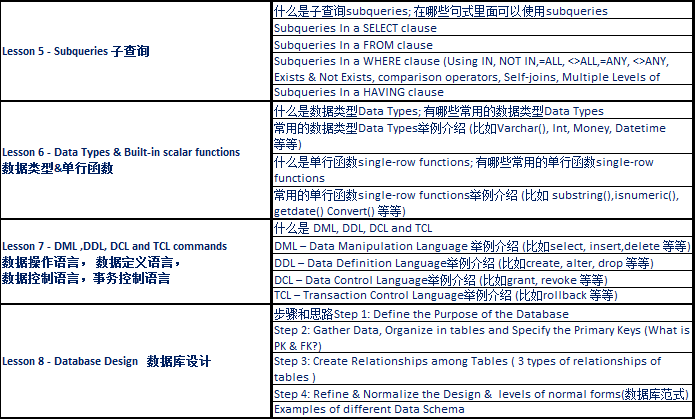 Lesson 5 - Subqueries 子查询
什么是子查询subqueries; 在哪些句式里面可以使用subqueries
Subqueries In a SELECT clause
Subqueries In a FROM clause
Subqueries In a WHERE clause (Using IN, NOT IN,=ALL, <>ALL,=ANY, <>ANY,
Exists & Not Exists, comparison operators, Self-joins, Multiple Levels of
Subqueries In a HAVING clause
Lesson 6 - Data Types & Built-in scalar functions
数据类型&单行函数
什么是数据类型Data Types; 有哪些常用的数据类型Data Types
常用的数据类型Data Types举例介绍 (比如Varchar(), Int, Money, Datetime
等等)
什么是单行函数single-row functions; 有哪些常用的单行函数single-row
functions
常用的单行函数single-row functions举例介绍 (比如 substring(),isnumeric(),
getdate() Convert() 等等)
Lesson 7 - DML ,DDL, DCL and TCL commands
数据操作语言， 数据定义语言，
数据控制语言，事务控制语言
什么是 DML, DDL, DCL and TCL
DML – Data Manipulation Language 举例介绍 (比如select, insert,delete 等等)
DDL – Data Definition Language举例介绍 (比如create, alter, drop 等等)
DCL – Data Control Language举例介绍 (比如grant, revoke 等等)
TCL – Transaction Control Language举例介绍 (比如rollback 等等)
Lesson 8 - Database Design 数据库设计
步骤和思路Step 1: Define the Purpose of the Database
Step 2: Gather Data, Organize in tables and Specify the Primary Keys (What is
PK & FK?)
Step 3: Create Relationships among Tables ( 3 types of relationships of
tables )
Step 4: Refine & Normalize the Design & levels of normal forms(数据库范式)
Examples of different Data Schema